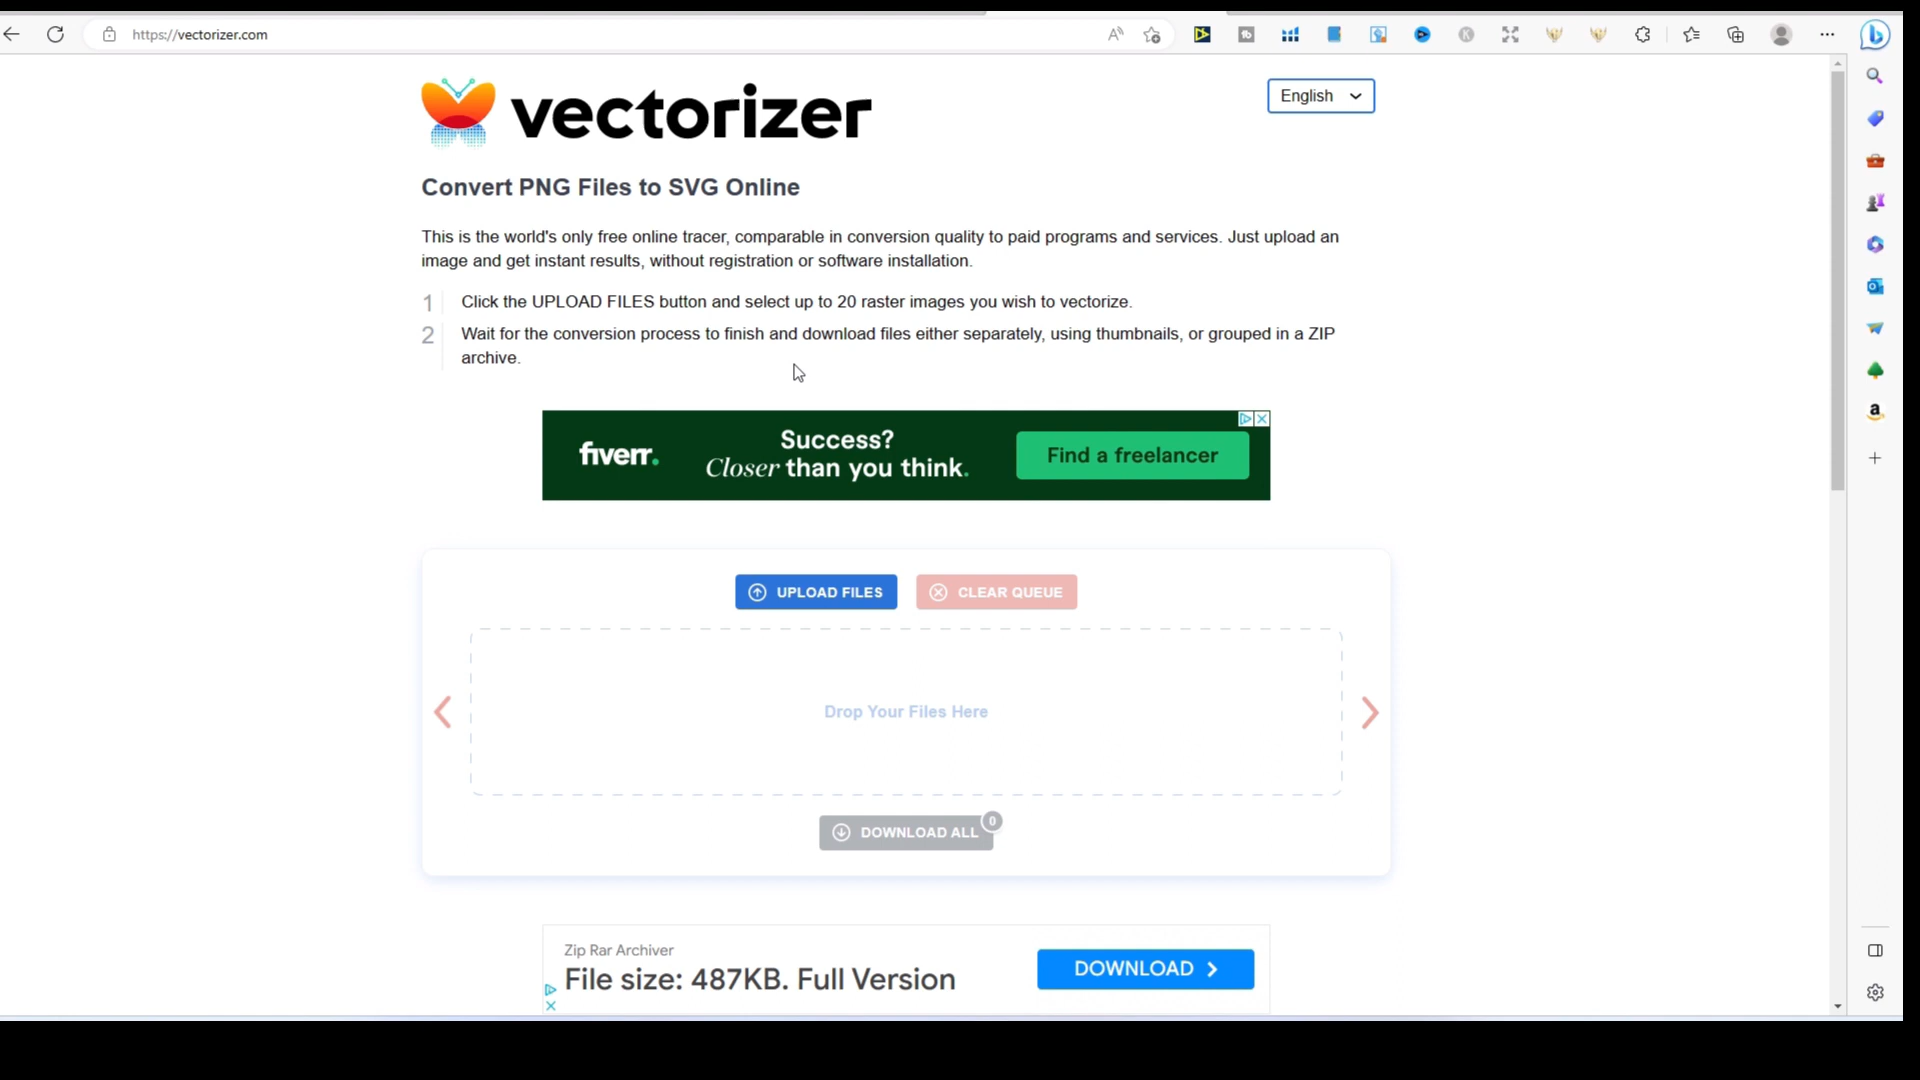 https://vectorizer.com
vectorizer
English
Convert PNG Files to SVG Online
This is the world's only free online tracer, comparable in conversion quality to paid programs and services. Just upload an
image and get instant results, without registration or software installation.
1 Click the UPLOAD FILES button and select up to 20 raster images you wish to vectorize.
2 Wait for the conversion process to finish and download files either separately, using thumbnails, or grouped in a ZIP
archive.
fiverr.
Success?
Closer than you think.
Find a freelancer
UPLOAD FILES
CLEAR QUEUE
Drop Your Files Here
DOWNLOAD ALL
0
Zip Rar Archiver
File size: 487KB. Full Version
DOWNLOAD